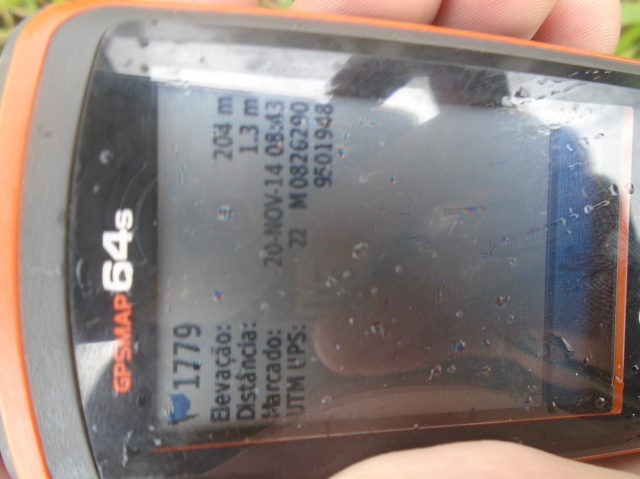 GPSMAP 64s
1779
Elevação: 204 m
Distância: 1.3 m
Marcado: 20-NOV-14 08:43
UTM UPS: 22 M 0826290
9501948